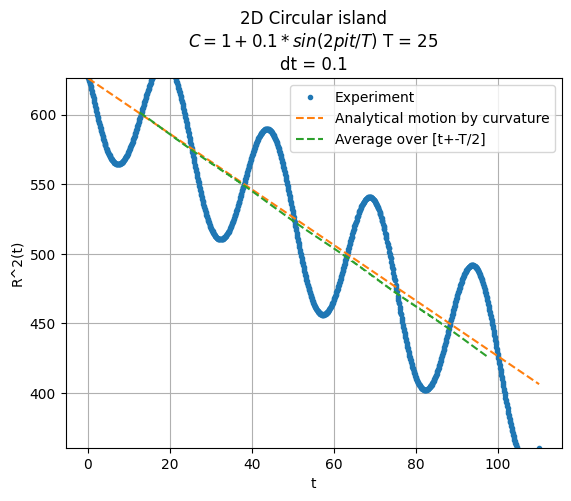 2D Circular island
C = 1 + 0.1 * sin(2pit/T) T = 25
dt = 0.1
Experiment
Analytical motion by curvature
Average over [t+-T/2]
R^2(t)
600
550
500
450
400
0 20 40 60 80 100
t